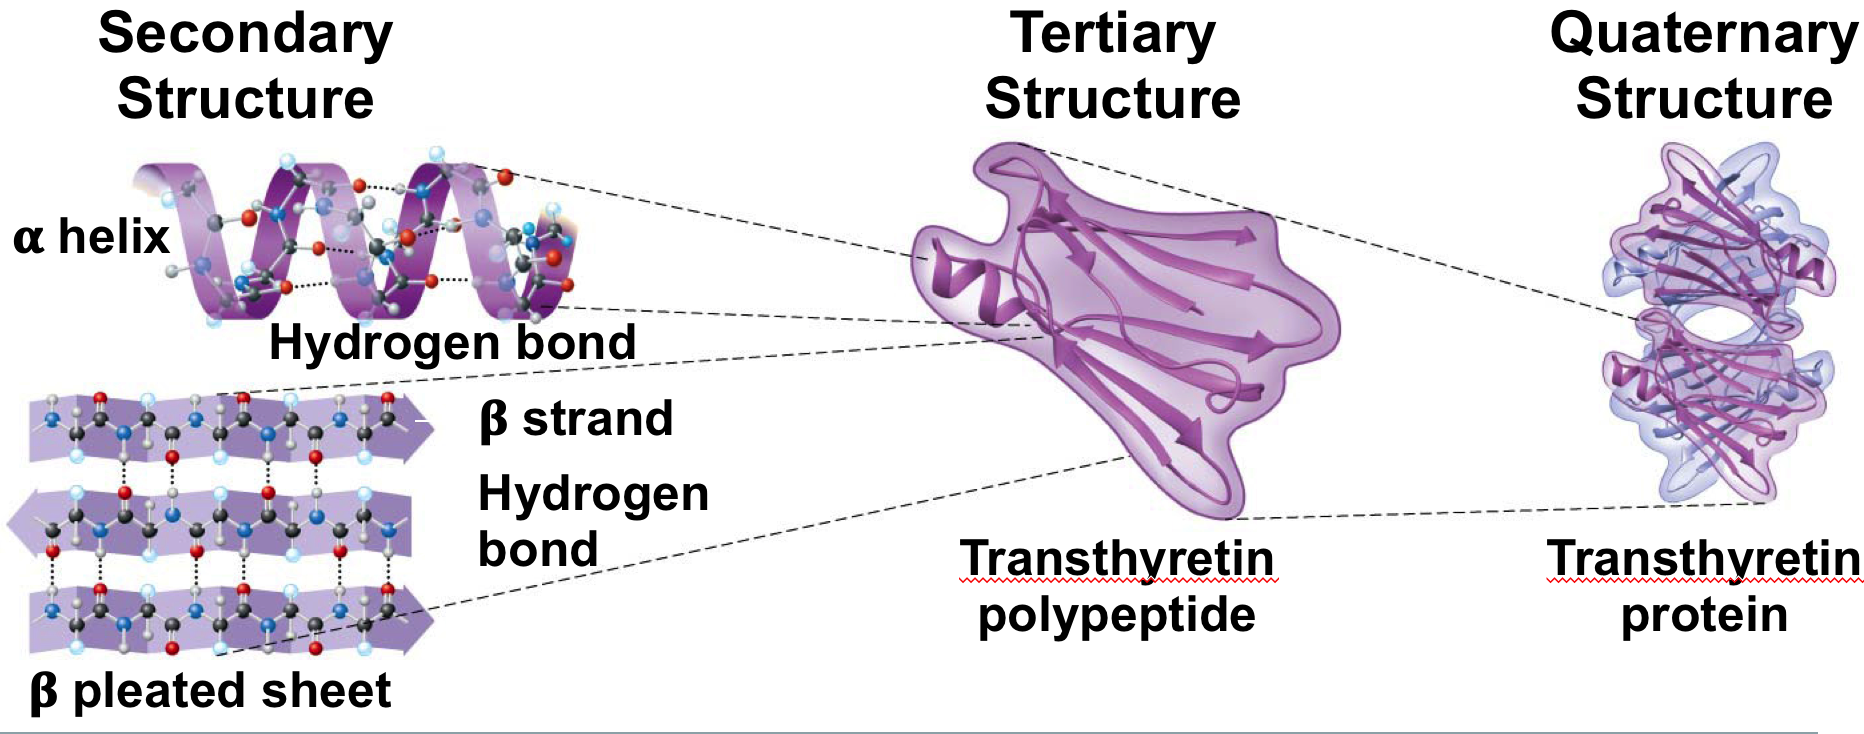 Secondary
Structure
Tertiary
Structure
Quaternary
Structure
α helix
Hydrogen bond
β strand
Hydrogen
bond
β pleated sheet
Transthyretin
polypeptide
Transthyretin
protein